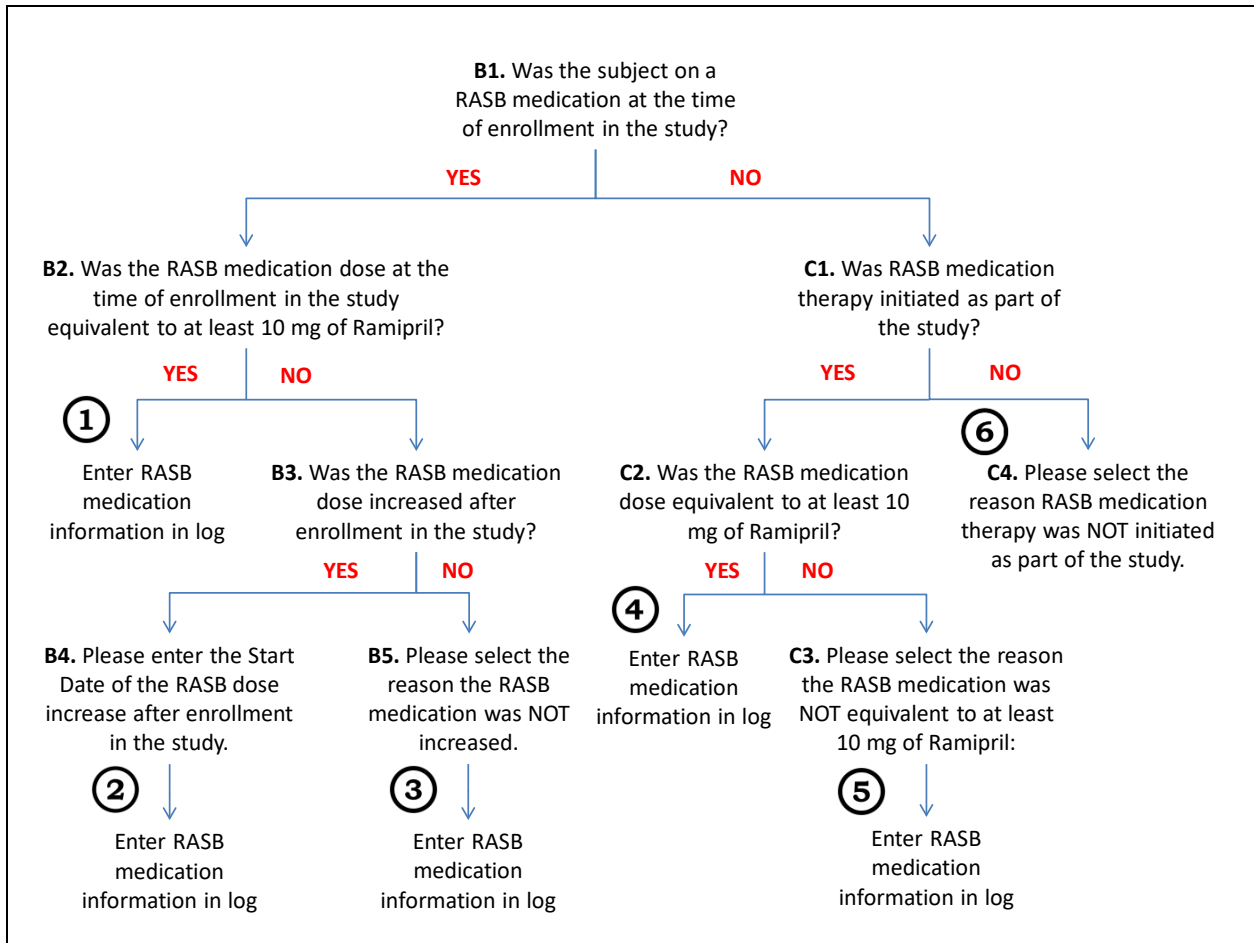 B1. Was the subject on a
RASB medication at the time
of enrollment in the study?
YES
NO
B2. Was the RASB medication dose at the
time of enrollment in the study
equivalent to at least 10 mg of Ramipril?
C1. Was RASB medication
therapy initiated as part of
the study?
YES
NO
YES
NO
1
Enter RASB
medication
information in log
B3. Was the RASB medication
dose increased after
enrollment in the study?
C2. Was the RASB medication
dose equivalent to at least 10
mg of Ramipril?
6
C4. Please select the
reason RASB medication
therapy was NOT initiated
as part of the study.
YES
NO
YES
NO
B4. Please enter the Start
Date of the RASB dose
increase after enrollment
in the study.
B5. Please select the
reason the RASB
medication was NOT
increased.
4
Enter RASB
medication
information in log
C3. Please select the reason
the RASB medication was
NOT equivalent to at least
10 mg of Ramipril:
2
Enter RASB
medication
information in log
3
Enter RASB
medication
information in log
5
Enter RASB
medication
information in log